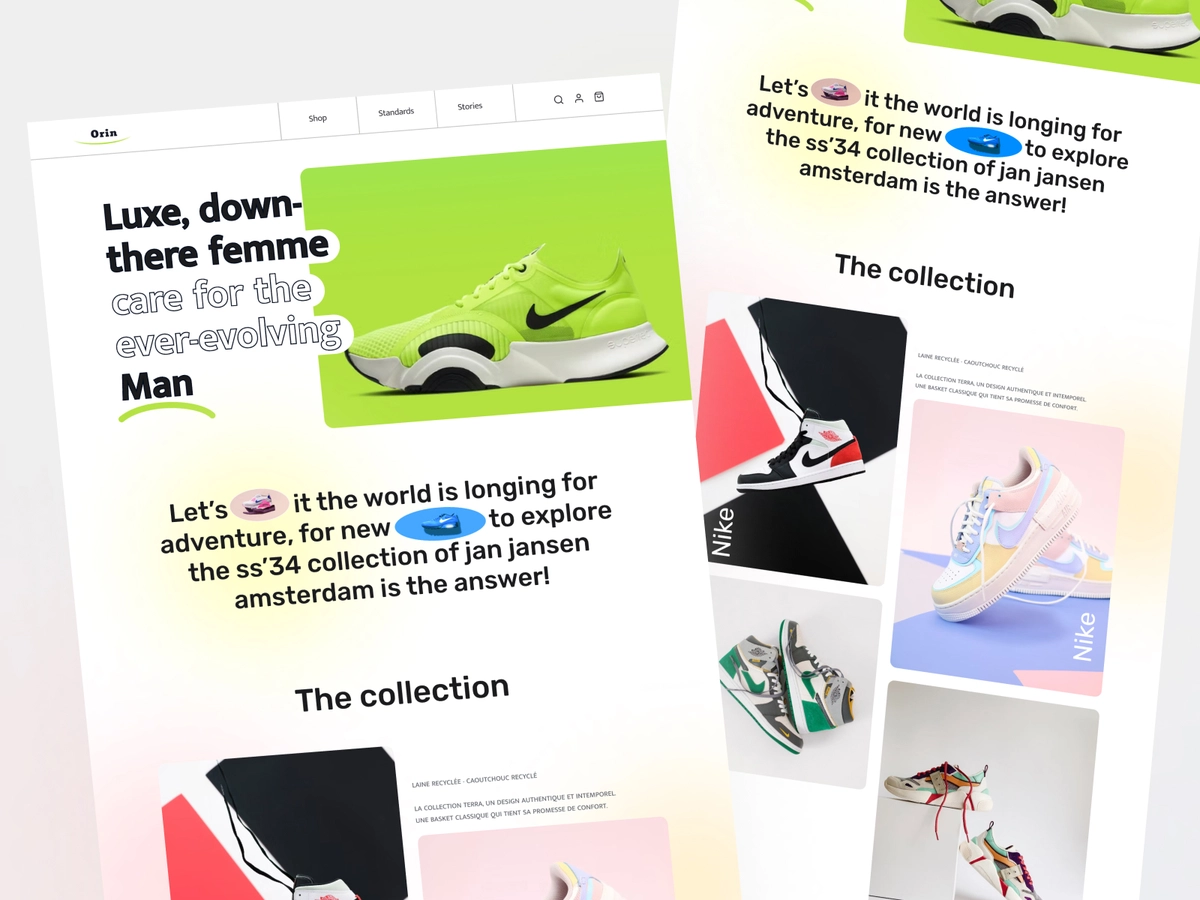 Orin
Shop
Standards
Stories
Luxe, down-
there femme
care for the
ever-evolving
Man
Let's it the world is longing for
adventure, for new to explore
the ss'34 collection of jan jansen
amsterdam is the answer!
The collection
LAINE RECYCLÉE - CAOUTCHOUC RECYCLÉ
LA COLLECTION TERRA, UN DESIGN AUTHENTIQUE ET INTEMPOREL.
UNE BASKET CLASSIQUE QUI TIENT SA PROMESSE DE CONFORT.
Let's it the world is longing for
adventure, for new to explore
the ss'34 collection of jan jansen
amsterdam is the answer!
The collection
LAINE RECYCLÉE - CAOUTCHOUC RECYCLÉ
LA COLLECTION TERRA, UN DESIGN AUTHENTIQUE ET INTEMPOREL.
UNE BASKET CLASSIQUE QUI TIENT SA PROMESSE DE CONFORT.
Nike
Nike